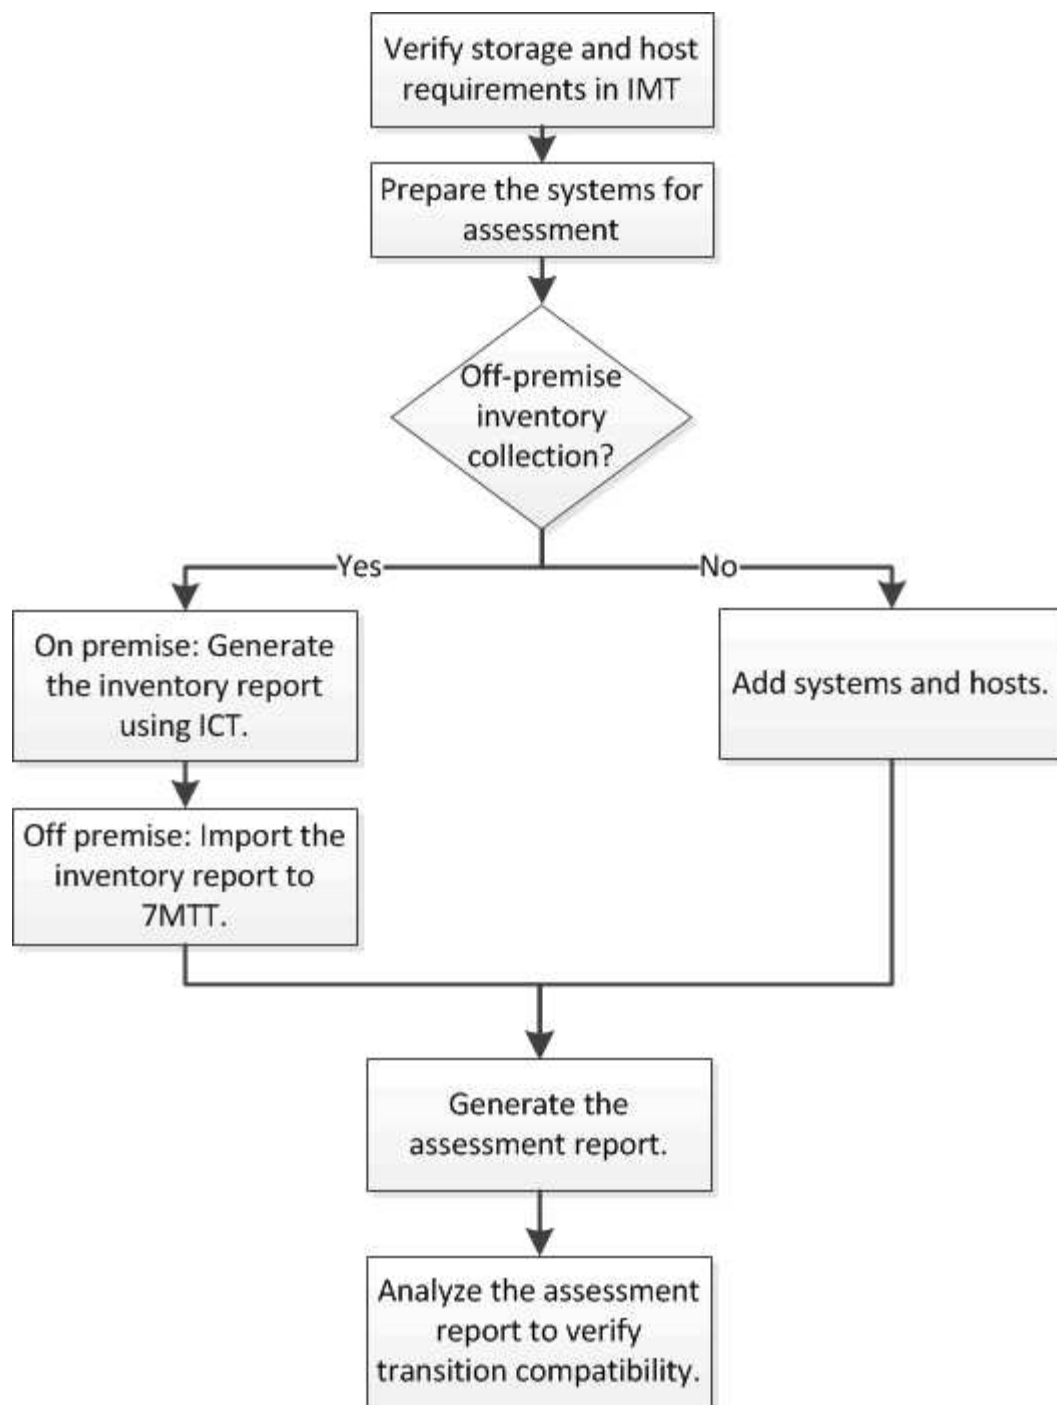 Verify storage and host
requirements in IMT
Prepare the systems for
assessment
Off-premise
inventory
collection?
Yes
No
On premise: Generate
the inventory report
using ICT.
Add systems and hosts.
Off premise: Import the
inventory report to
7MTT.
Generate the
assessment report.
Analyze the assessment
report to verify
transition compatibility.